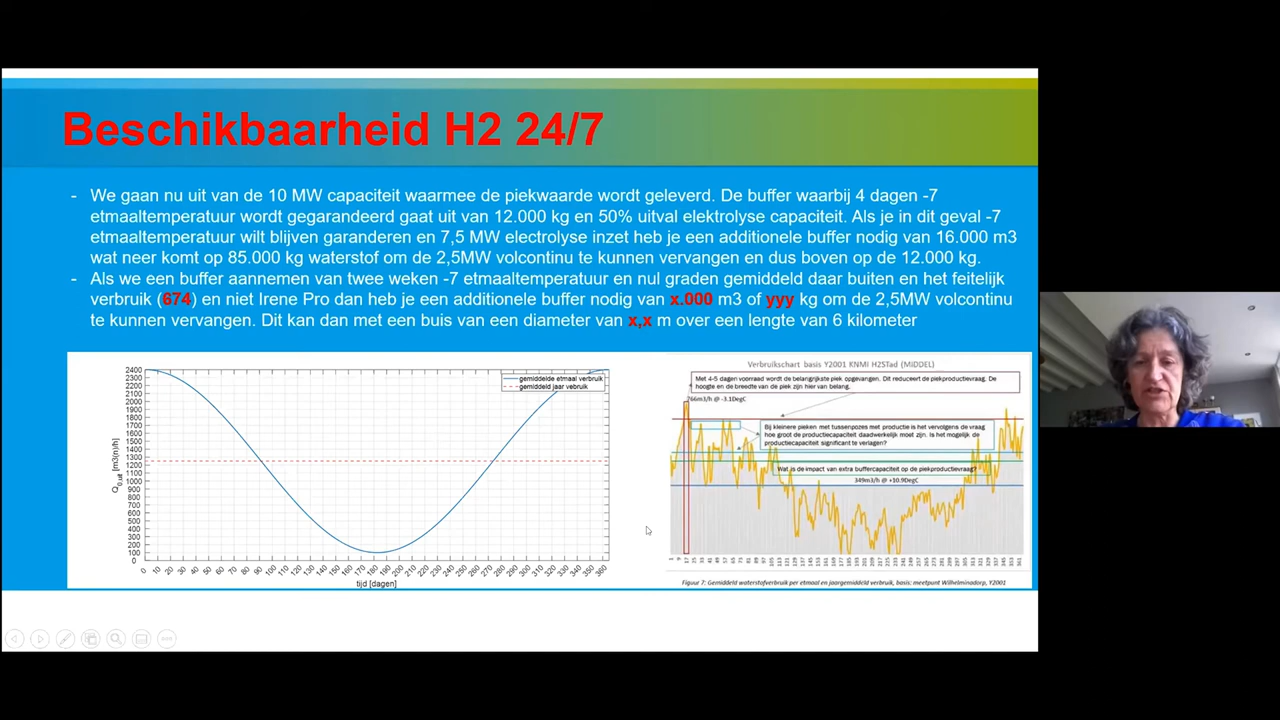 Beschikbaarheid H2 24/7
- We gaan nu uit van de 10 MW capaciteit waarmee de piekwaarde wordt geleverd. De buffer waarbij 4 dagen -7
etmaaltemperatuur wordt gegarandeerd gaat uit van 12.000 kg en 50% uitval elektrolyse capaciteit. Als je in dit geval -7
etmaaltemperatuur wilt blijven garanderen en 7,5 MW electrolyse inzet heb je een additionele buffer nodig van 16.000 m3
wat neer komt op 85.000 kg waterstof om de 2,5MW volcontinu te kunnen vervangen en dus boven op de 12.000 kg.
- Als we een buffer aannemen van twee weken -7 etmaaltemperatuur en nul graden gemiddeld daar buiten en het feitelijk
verbruik (674) en niet Irene Pro dan heb je een additionele buffer nodig van x.000 m3 of yyy kg om de 2,5MW volcontinu
te kunnen vervangen. Dit kan dan met een buis van een diameter van x,x m over een lengte van 6 kilometer
2400
2300
2200
2100
2000
1900
1800
1700
1600
1500
1400
1300
1200
1100
1000
900
800
700
600
500
400
300
200
100
0
gemiddelde etmaal verbruik
gemiddeld jaar vebruik
0 10 20 30 40 50 60 70 80 90 100 110 120 130 140 150 160 170 180 190 200 210 220 230 240 250 260 270 280 290 300 310 320 330 340 350 360
tijd [dagen]
Verbruikschart basis Y2001 KNMI H2STad (MIDDEL)
Met 4-5 dagen voorraad wordt de belangrijkste piek opgevangen. Dit reduceert de piekproductievraag. De
hoogte en de breedte van de piek zijn hier van belang.
766m3/h @ -3.1DegC
Bij kleinere pieken met tussenpozes met productie is het vervolgens de vraag
hoe groot de productiecapaciteit daadwerkelijk moet zijn. Is het mogelijk de
productiecapaciteit significant te verlagen?
Wat is de impact van extra buffercapaciteit op de piekproductievraag?
349m3/h @ +10.9DegC
Figuur 7: Gemiddeld waterstofverbruik per etmaal en jaargemiddeld verbruik, basis: meetpunt Wilhelminadorp, Y2001